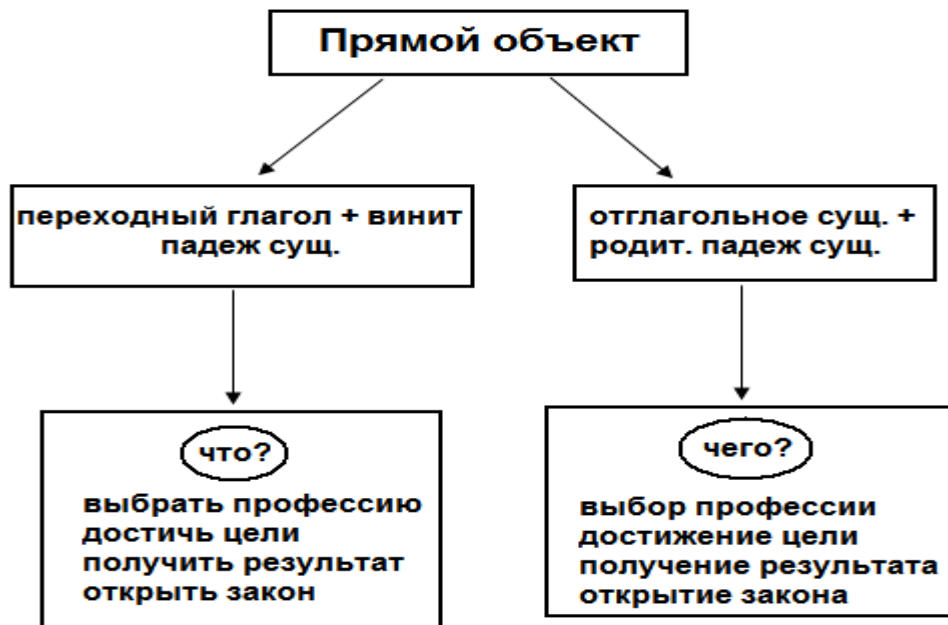 Прямой объект
переходный глагол + винит
падеж сущ.
отглагольное сущ. +
родит. падеж сущ.
что?
выбрать профессию
достичь цели
получить результат
открыть закон
чего?
выбор профессии
достижение цели
получение результата
открытие закона